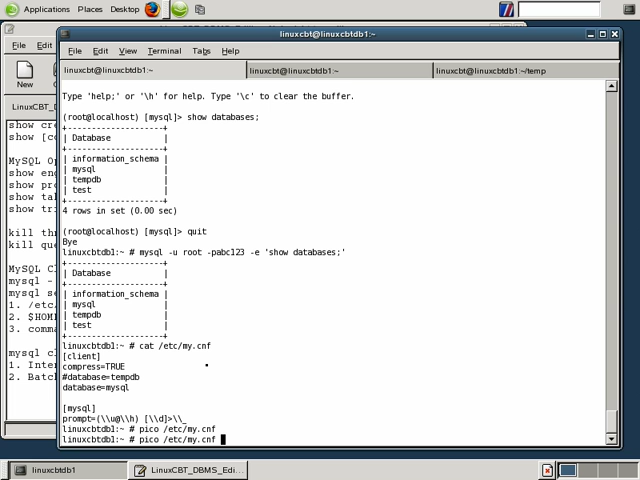 Applications Places Desktop
linuxcbt@linuxcbtdb1:~
File Edit
File Edit View Terminal Tabs Help
linuxcbt@linuxcbtdb1:~
linuxcbt@linuxcbtdb1:~
linuxcbt@linuxcbtdb1:~/temp
New
LinuxCBT_D
show cre
show [co
MySQL Op
show eng
show pro
show tal
show tri
kill thr
kill que
MySQL Cl
mysql -
mysql se
1. /etc/
2. $HOM
3. comma
mysql cl
1. Inter
2. Batc
Type 'help;' or '\h' for help. Type '\c' to clear the buffer.
(root@localhost) [mysql]> show databases;
+--------------------+
| Database |
+--------------------+
| information_schema |
| mysql |
| tempdb |
| test |
+--------------------+
4 rows in set (0.00 sec)
(root@localhost) [mysql]> quit
Bye
linuxcbtdb1:~ # mysql -u root -pabc123 -e 'show databases;'
+--------------------+
| Database |
+--------------------+
| information_schema |
| mysql |
| tempdb |
| test |
+--------------------+
linuxcbtdb1:~ # cat /etc/my.cnf
[client]
compress=TRUE
#database=tempdb
database=mysql
[mysql]
prompt=(\\u@\\h) [\\d]>\\_
linuxcbtdb1:~ # pico /etc/my.cnf
linuxcbtdb1:~ # pico /etc/my.cnf
linuxcbtdb1
LinuxCBT_DBMS_Edi...